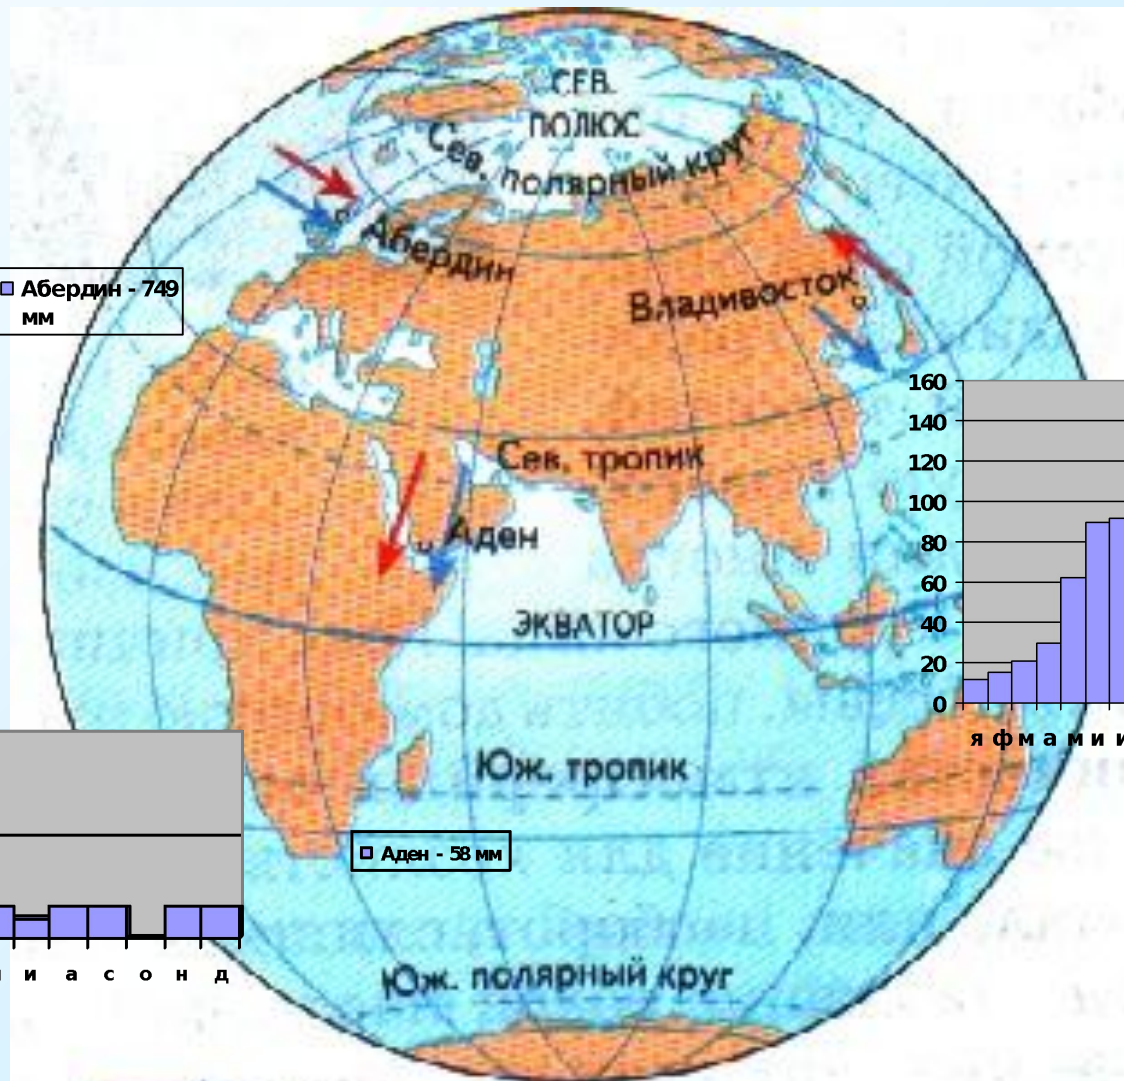 СЕВ.
ПОЛЮС
Сев. полярный круг
Абердин
Абердин - 749
мм
Владивосток
160
140
120
100
80
60
40
20
0
я ф м а м и и
Сев. тропик
Аден
ЭКВАТОР
Юж. тропик
Аден - 58 мм
и а с о н д
Юж. полярный круг